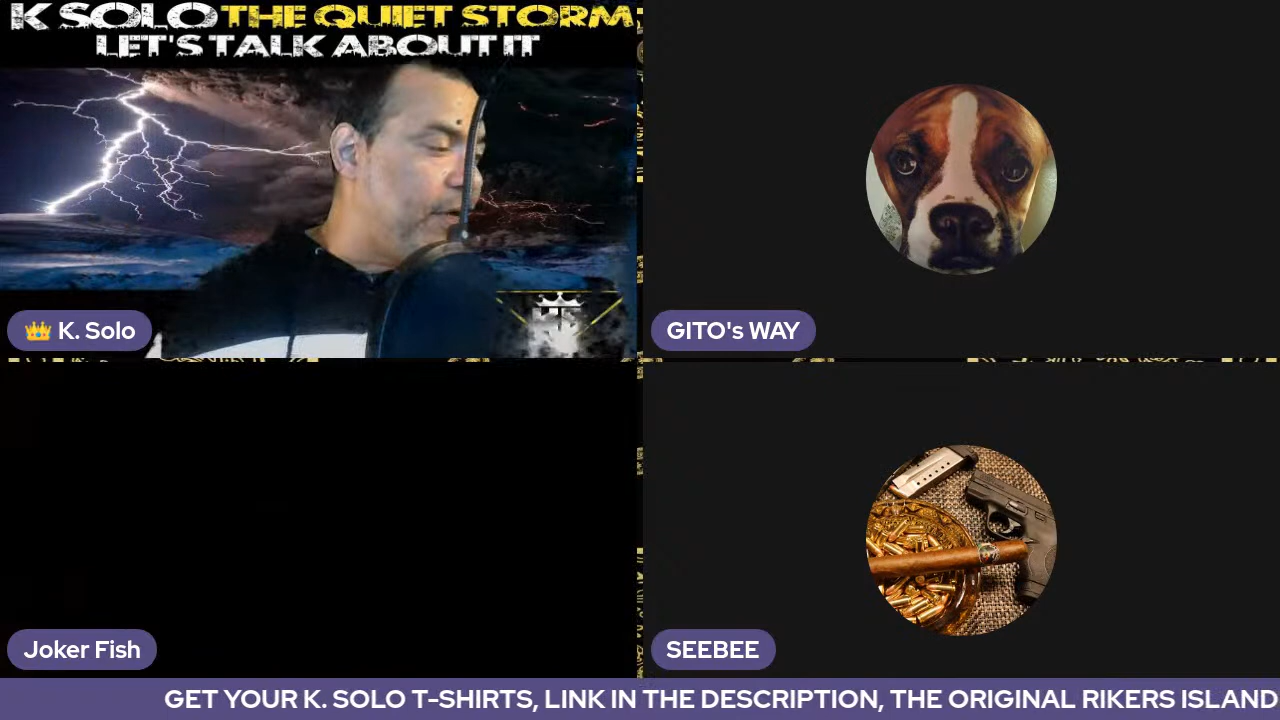 K SOLO THE QUIET STORM
LET'S TALK ABOUT IT
K. Solo
GITO's WAY
Joker Fish
SEEBEE
GET YOUR K. SOLO T-SHIRTS, LINK IN THE DESCRIPTION, THE ORIGINAL RIKERS ISLAND